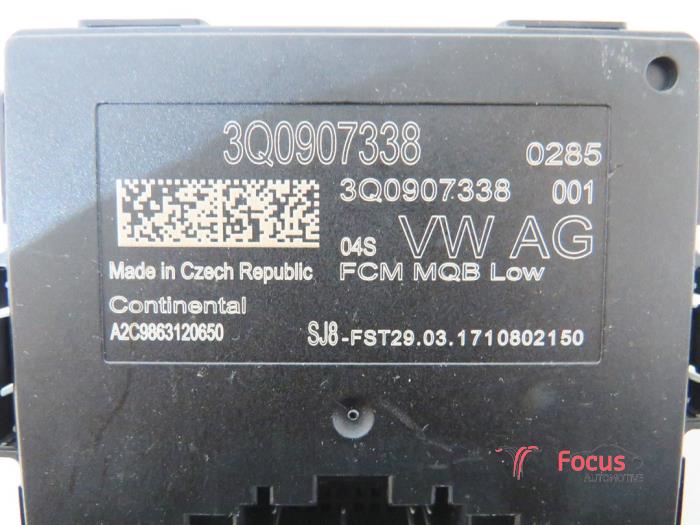 3Q0907338 0285
3Q0907338 001
04S VW AG
Made in Czech Republic FCM MQB Low
Continental
A2C9863120650 SJ8-FST29.03.1710802150
Focus
AUTOMOTIVE